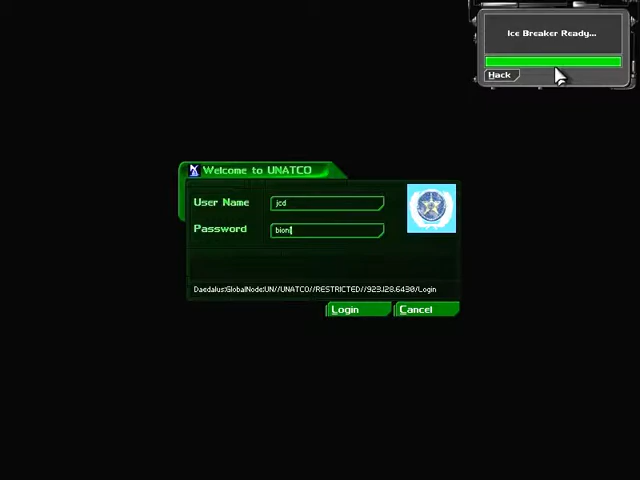 Ice Breaker Ready...
Hack
Welcome to UNATCO
User Name jcd
Password bioni
Daedalus:GlobalNode:UN//UNATCO//RESTRICTED//923.128.6430/Login
Login Cancel